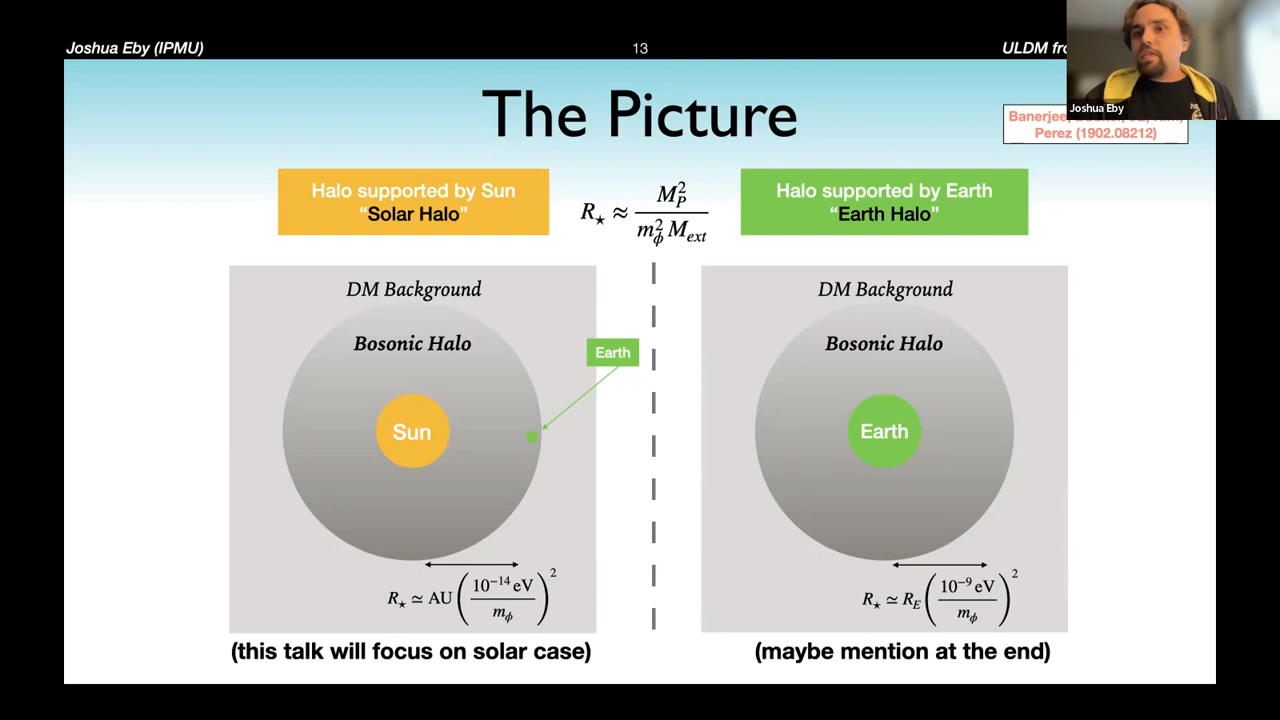 Joshua Eby (IPMU)
13
ULDM
Joshua Eby
The Picture
Banerjee,
Perez (1902.08212)
Halo supported by Sun
“Solar Halo”
R⋆ ≈ M_P^2 / (m_ϕ^2 M_ext)
Halo supported by Earth
“Earth Halo”
DM Background
Bosonic Halo
Earth
Sun
R⋆ ≃ AU (10^−14 eV / m_ϕ)^2
(this talk will focus on solar case)
DM Background
Bosonic Halo
Earth
R⋆ ≃ R_E (10^−9 eV / m_ϕ)^2
(maybe mention at the end)